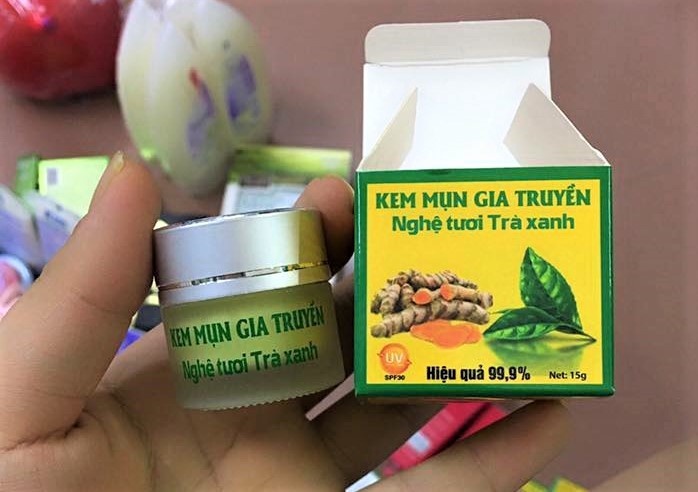 KEM MỤN GIA TRUYỀN
Nghệ tươi Trà xanh
KEM MỤN GIA TRUYỀN
Nghệ tươi Trà xanh
UV
SPF30
Hiệu quả 99,9%
Net: 15g